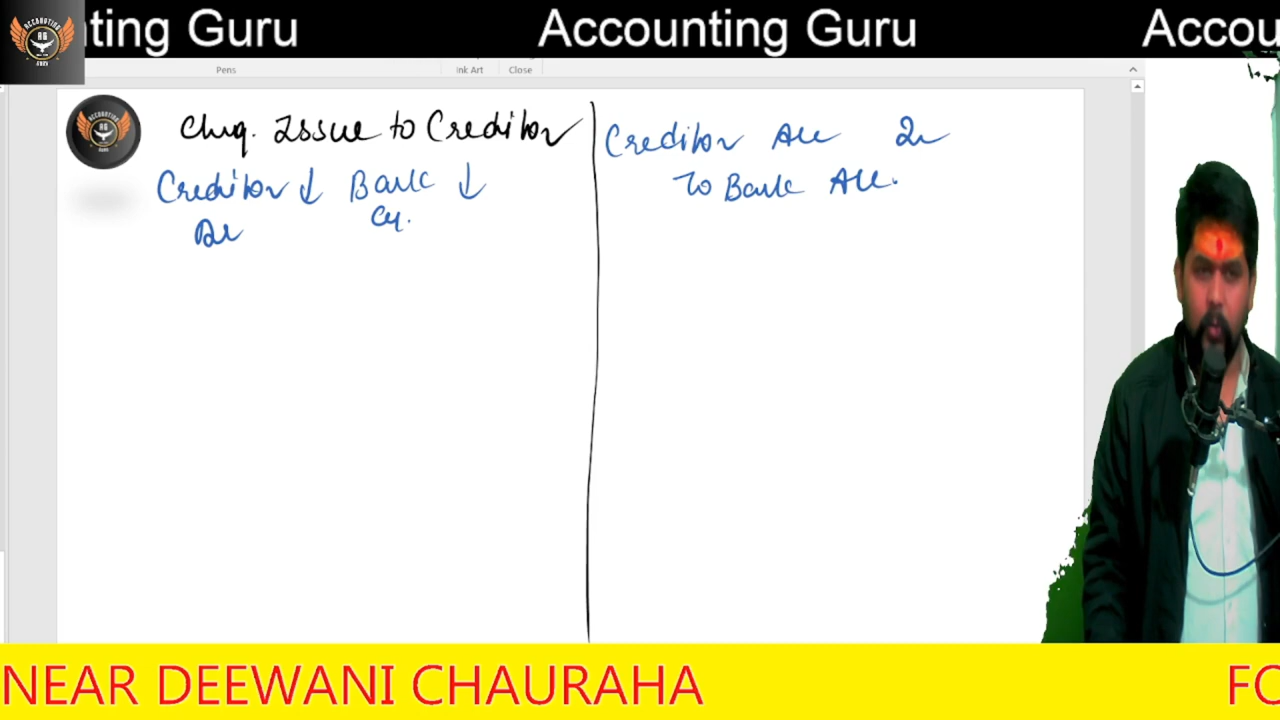 ting Guru Accounting Guru Accou
Pens Ink Art Close
Chq. Issue to Creditor
Creditor ↓ Bank ↓
Dr Cr.
Creditor A/c Dr
To Bank A/c.
NEAR DEEWANI CHAURAHA FO